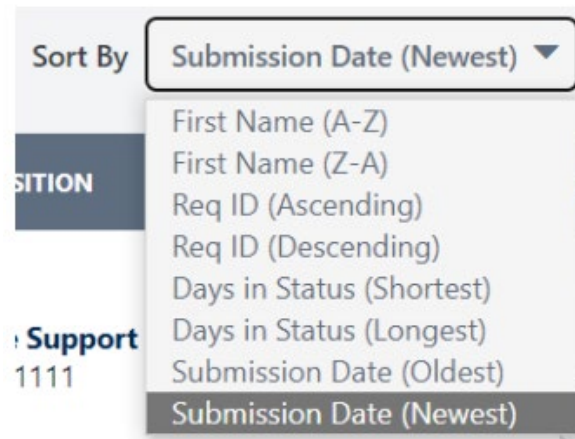 Sort By Submission Date (Newest)
First Name (A-Z)
First Name (Z-A)
SITION
Req ID (Ascending)
Req ID (Descending)
Days in Status (Shortest)
Days in Status (Longest)
Support
1111
Submission Date (Oldest)
Submission Date (Newest)